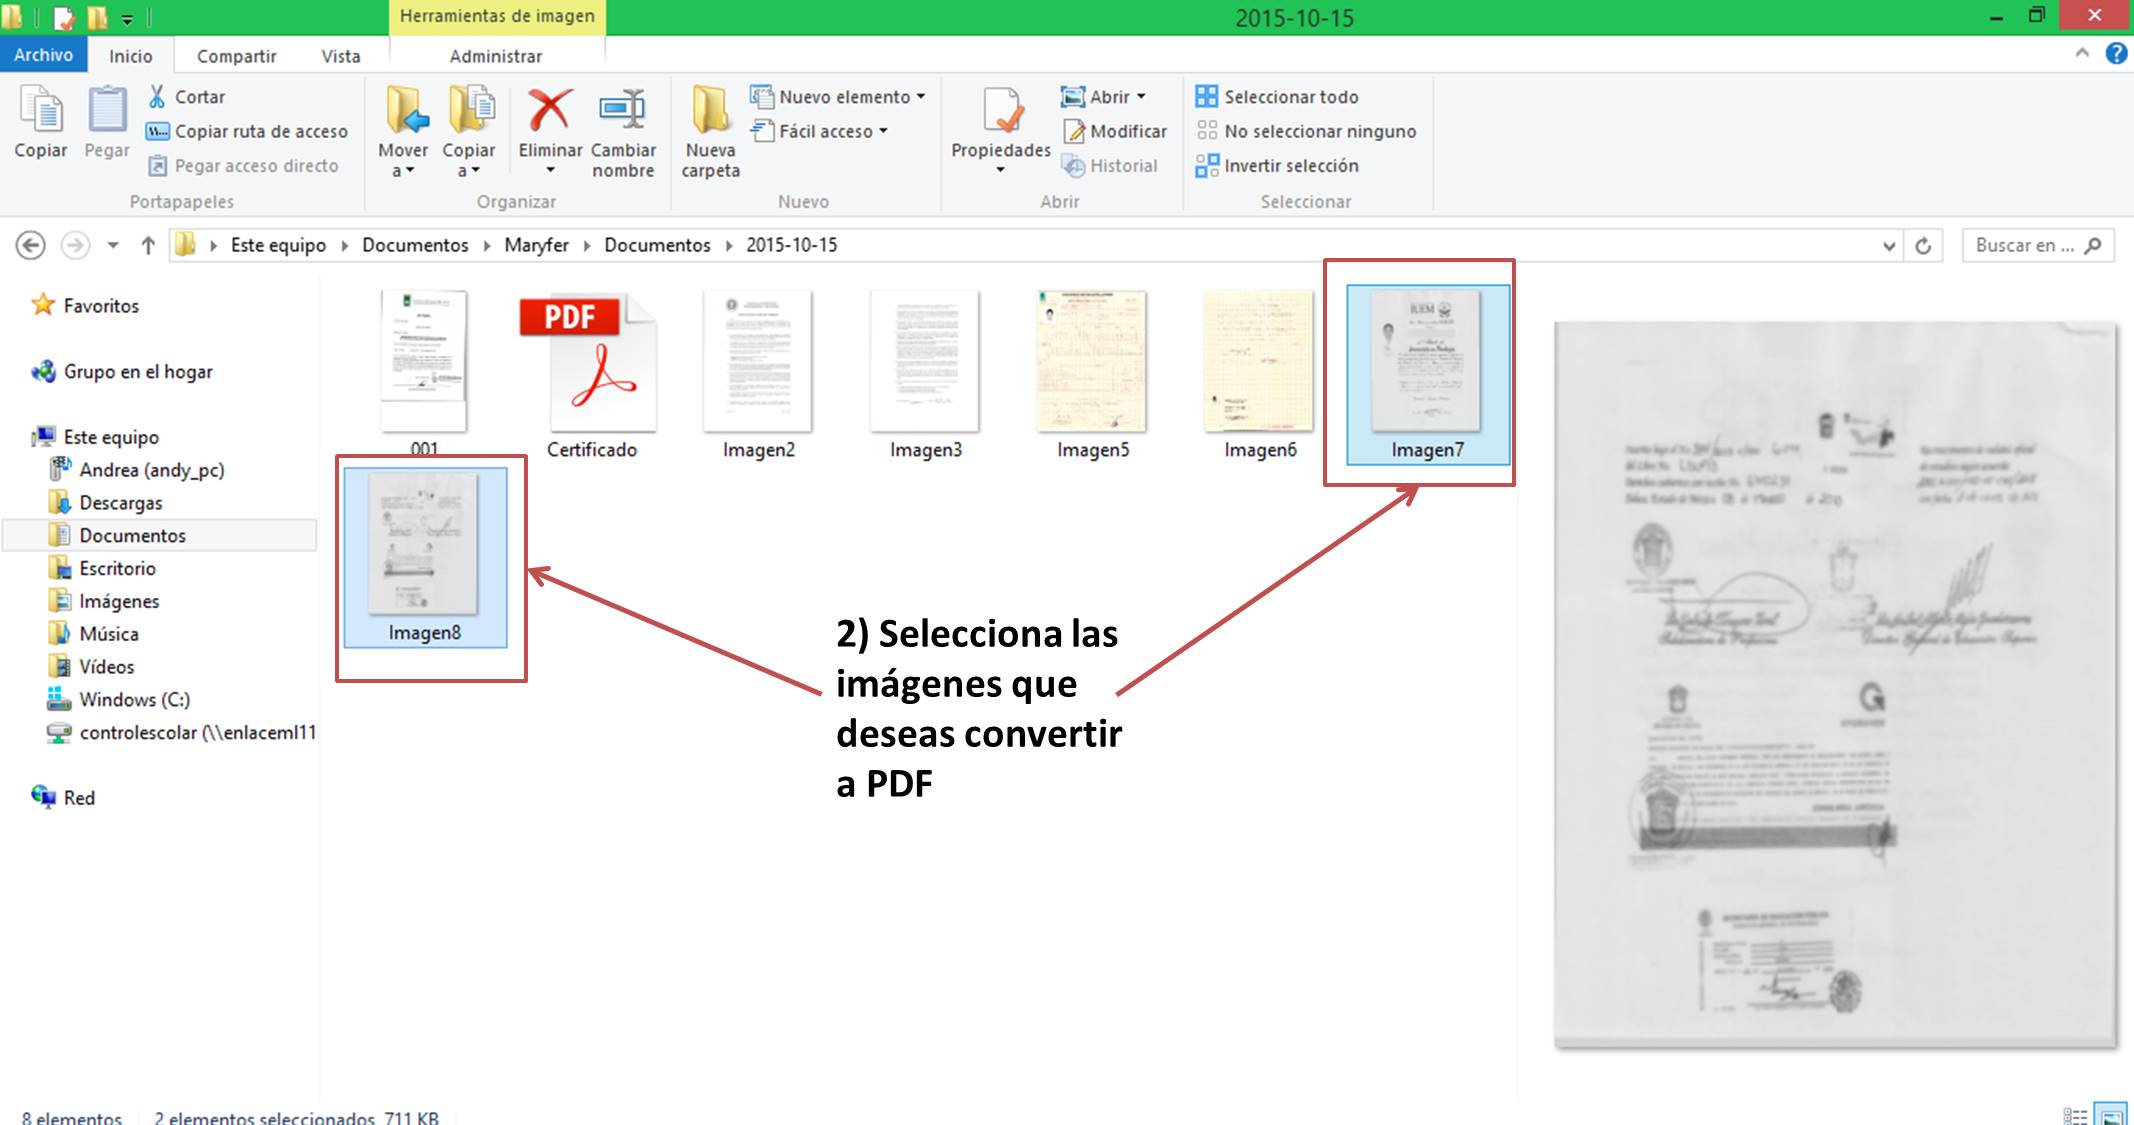 Herramientas de imagen
2015-10-15
Archivo
Inicio
Compartir
Vista
Administrar
Copiar
Pegar
Cortar
Copiar ruta de acceso
Pegar acceso directo
Portapapeles
Mover a
Copiar a
Eliminar
Cambiar nombre
Organizar
Nueva carpeta
Nuevo elemento
Fácil acceso
Nuevo
Propiedades
Abrir
Modificar
Historial
Abrir
Seleccionar todo
No seleccionar ninguno
Invertir selección
Seleccionar
Este equipo
Documentos
Maryfer
Documentos
2015-10-15
Buscar en ...
Favoritos
Grupo en el hogar
Este equipo
Andrea (andy_pc)
Descargas
Documentos
Escritorio
Imágenes
Música
Vídeos
Windows (C:)
controlescolar (\\enlaceml11
Red
001
PDF
Certificado
Imagen2
Imagen3
Imagen5
Imagen6
IUEM
Imagen7
Imagen8
2) Selecciona las
imágenes que
deseas convertir
a PDF
G
8 elementos
2 elementos seleccionados 711 KB